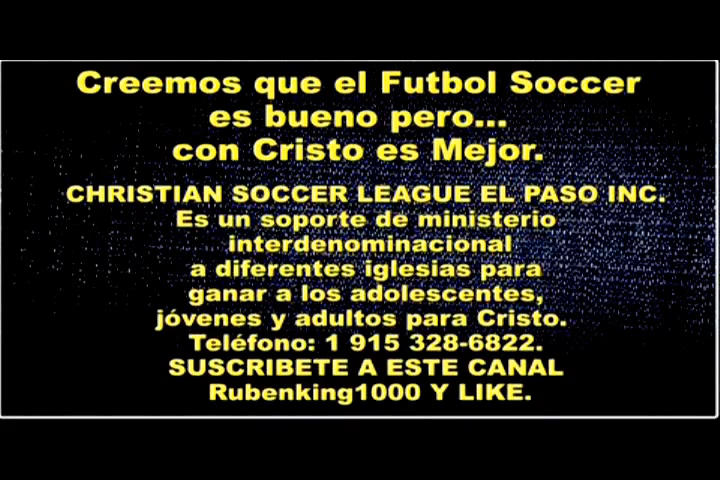 Creemos que el Futbol Soccer
es bueno pero...
con Cristo es Mejor.
CHRISTIAN SOCCER LEAGUE EL PASO INC.
Es un soporte de ministerio
interdenominacional
a diferentes iglesias para
ganar a los adolescentes,
jóvenes y adultos para Cristo.
Teléfono: 1 915 328-6822.
SUSCRIBETE A ESTE CANAL
Rubenking1000 Y LIKE.